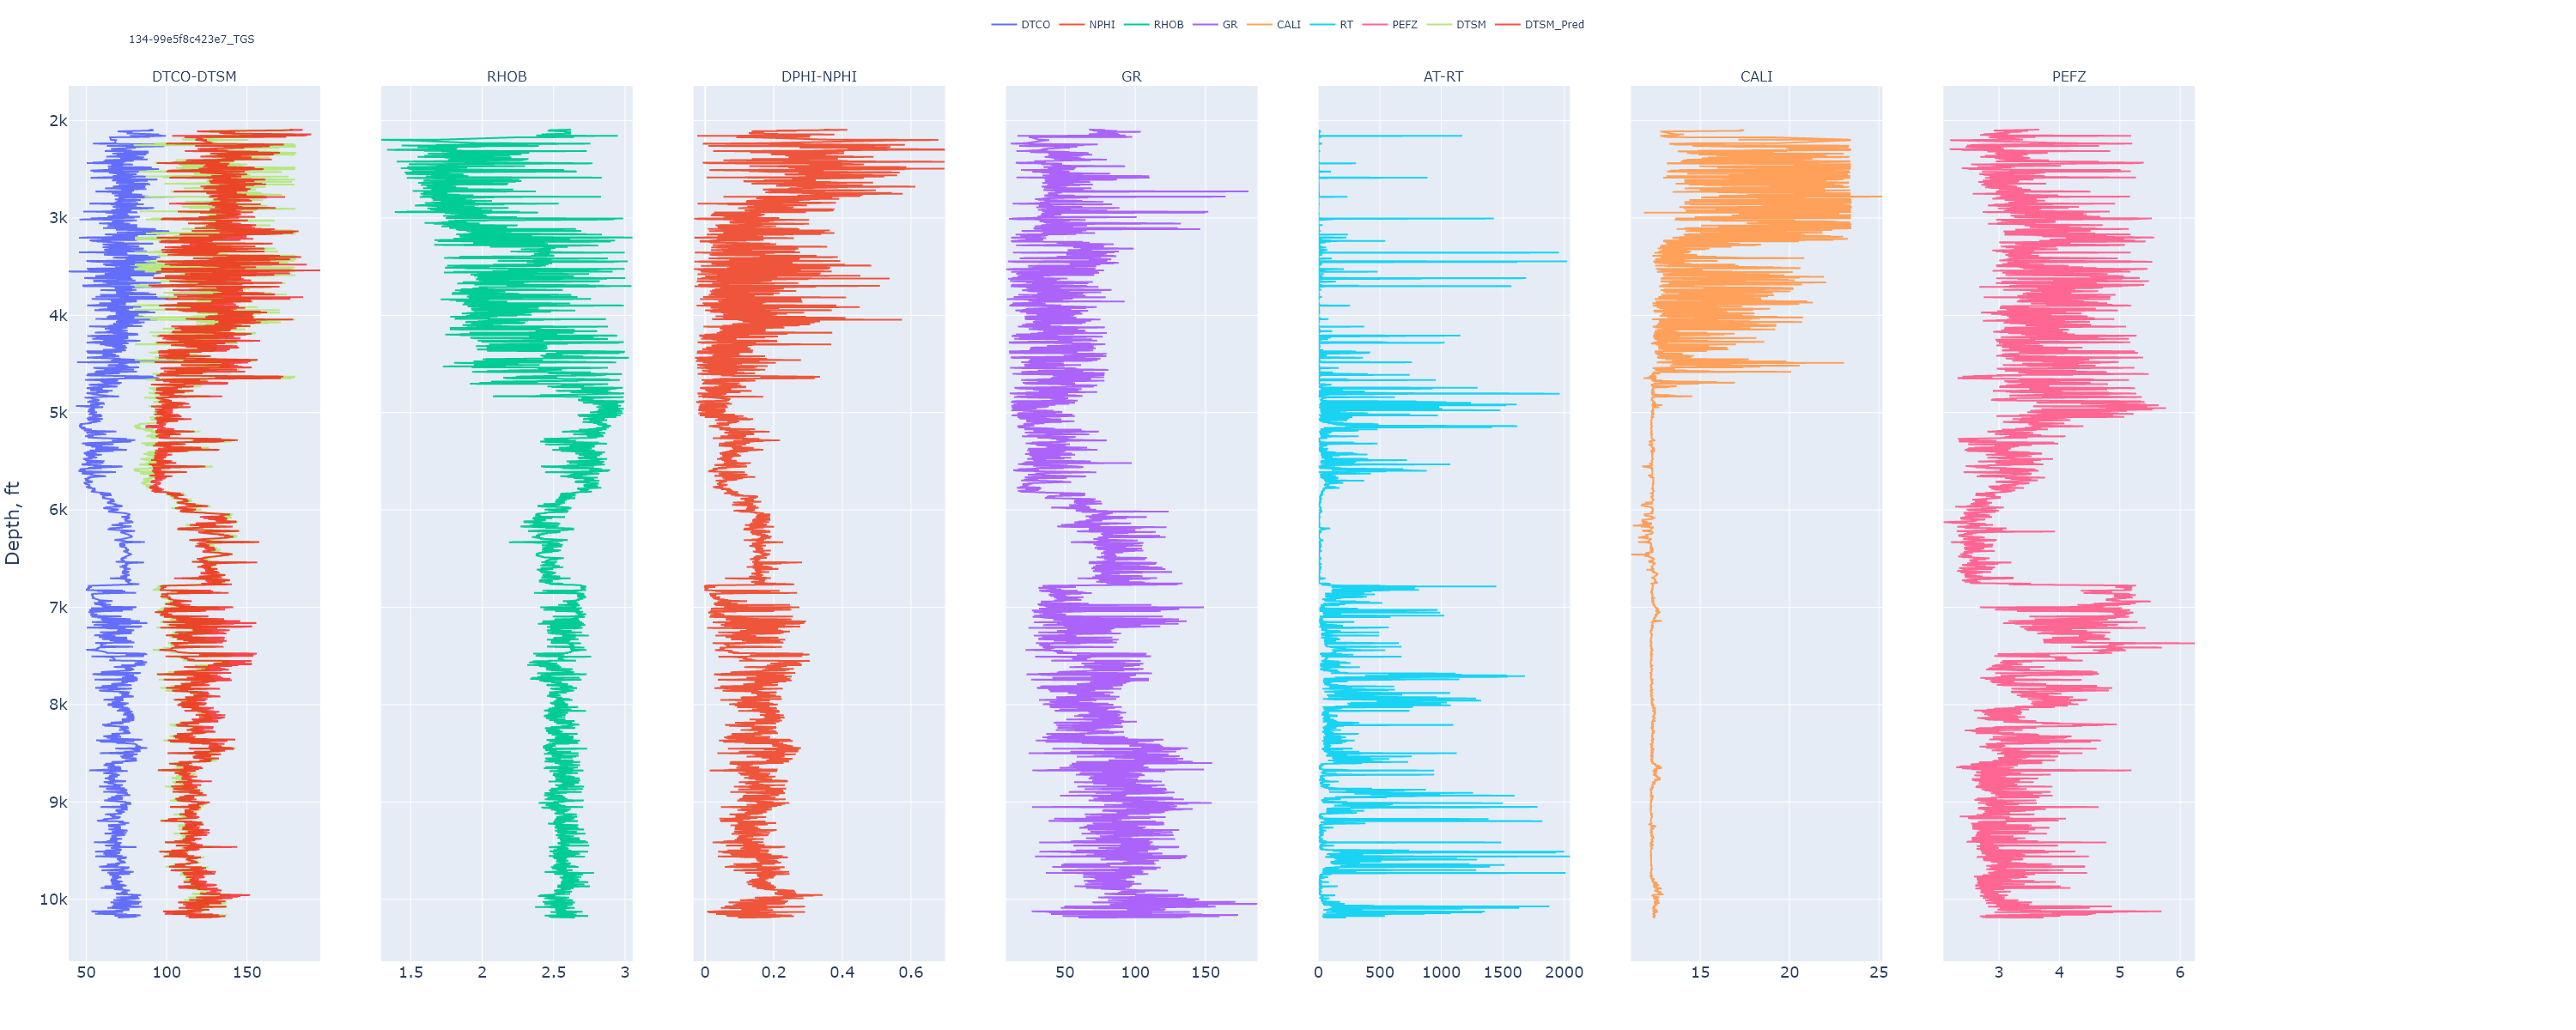 DTCO NPHI RHOB GR CALI RT PEFZ DTSM DTSM_Pred
134-99e5f8c423e7_TGS
DTCO-DTSM RHOB DPHI-NPHI GR AT-RT CALI PEFZ
2k
3k
4k
5k
6k
7k
8k
9k
10k
Depth, ft
50 100 150 1.5 2 2.5 3 0 0.2 0.4 0.6 50 100 150 0 500 1000 1500 2000 15 20 25 3 4 5 6